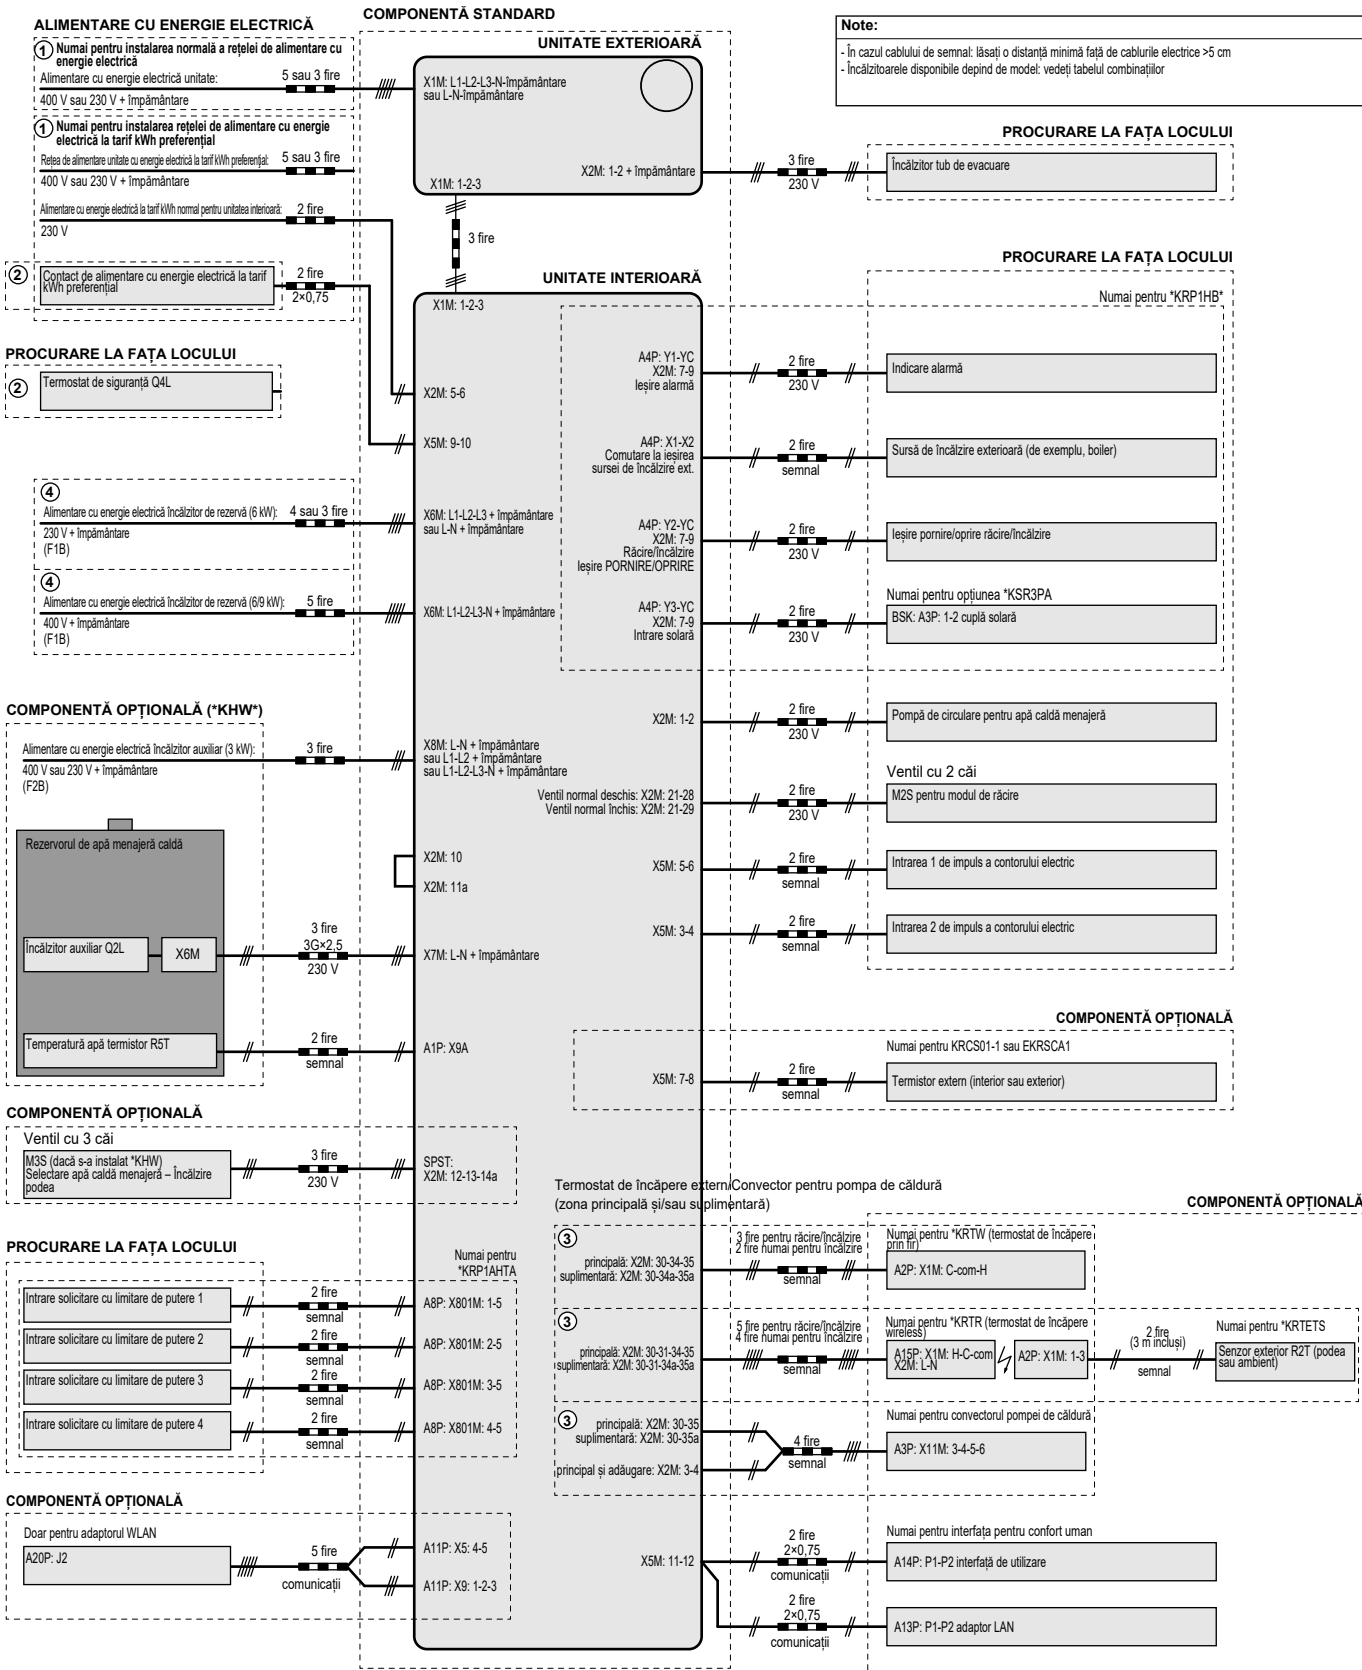 COMPONENTĂ STANDARD
ALIMENTARE CU ENERGIE ELECTRICĂ
1 Numai pentru instalarea normală a rețelei de alimentare cu
energie electrică
Alimentare cu energie electrică unitate:
5 sau 3 fire
400 V sau 230 V + împământare
1 Numai pentru instalarea rețelei de alimentare cu energie
electrică la tarif kWh preferențial
Rețea de alimentare unitate cu energie electrică la tarif kWh preferențial:
5 sau 3 fire
400 V sau 230 V + împământare
Alimentare cu energie electrică la tarif kWh normal pentru unitatea interioară:
2 fire
230 V
2
Contact de alimentare cu energie electrică la tarif
kWh preferențial
2 fire
2×0,75
PROCURARE LA FAȚA LOCULUI
2
Termostat de siguranță Q4L
4
Alimentare cu energie electrică încălzitor de rezervă (6 kW):
4 sau 3 fire
230 V + împământare
(F1B)
4
Alimentare cu energie electrică încălzitor de rezervă (6/9 kW):
5 fire
400 V + împământare
(F1B)
COMPONENTĂ OPȚIONALĂ (*KHW*)
Alimentare cu energie electrică încălzitor auxiliar (3 kW):
3 fire
400 V sau 230 V + împământare
(F2B)
Rezervorul de apă menajeră caldă
Încălzitor auxiliar Q2L
X6M
3 fire
3G×2,5
230 V
Temperatură apă termistor R5T
2 fire
semnal
COMPONENTĂ OPȚIONALĂ
Ventil cu 3 căi
M3S (dacă s-a instalat *KHW)
Selectare apă caldă menajeră – Încălzire
podea
3 fire
230 V
PROCURARE LA FAȚA LOCULUI
Intrare solicitare cu limitare de putere 1
2 fire
semnal
Intrare solicitare cu limitare de putere 2
2 fire
semnal
Intrare solicitare cu limitare de putere 3
2 fire
semnal
Intrare solicitare cu limitare de putere 4
2 fire
semnal
COMPONENTĂ OPȚIONALĂ
Doar pentru adaptorul WLAN
A20P: J2
5 fire
comunicații
UNITATE EXTERIOARĂ
X1M: L1-L2-L3-N-împământare
sau L-N-împământare
X2M: 1-2 + împământare
X1M: 1-2-3
3 fire
UNITATE INTERIOARĂ
X1M: 1-2-3
X2M: 5-6
X5M: 9-10
X6M: L1-L2-L3 + împământare
sau L-N + împământare
X6M: L1-L2-L3-N + împământare
X8M: L-N + împământare
sau L1-L2 + împământare
sau L1-L2-L3-N + împământare
X2M: 10
X2M: 11a
X7M: L-N + împământare
A1P: X9A
SPST:
X2M: 12-13-14a
Numai pentru
*KRP1AHTA
A8P: X801M: 1-5
A8P: X801M: 2-5
A8P: X801M: 3-5
A8P: X801M: 4-5
A11P: X5: 4-5
A11P: X9: 1-2-3
A4P: Y1-YC
X2M: 7-9
Ieșire alarmă
A4P: X1-X2
Comutare la ieșirea
sursei de încălzire ext.
A4P: Y2-YC
X2M: 7-9
Răcire/încălzire
Ieșire PORNIRE/OPRIRE
A4P: Y3-YC
X2M: 7-9
Intrare solară
X2M: 1-2
Ventil normal deschis: X2M: 21-28
Ventil normal închis: X2M: 21-29
X5M: 5-6
X5M: 3-4
X5M: 7-8
Termostat de încăpere extern/Convector pentru pompa de căldură
(zona principală și/sau suplimentară)
3
principală: X2M: 30-34-35
suplimentară: X2M: 30-34a-35a
3
principală: X2M: 30-31-34-35
suplimentară: X2M: 30-31-34a-35a
3
principală: X2M: 30-35
suplimentară: X2M: 30-35a
principal și adăugare: X2M: 3-4
X5M: 11-12
Note:
- În cazul cablului de semnal: lăsați o distanță minimă față de cablurile electrice >5 cm
- Încălzitoarele disponibile depind de model: vedeți tabelul combinațiilor
PROCURARE LA FAȚA LOCULUI
3 fire
230 V
Încălzitor tub de evacuare
PROCURARE LA FAȚA LOCULUI
Numai pentru *KRP1HB*
2 fire
230 V
Indicare alarmă
2 fire
semnal
Sursă de încălzire exterioară (de exemplu, boiler)
2 fire
230 V
Ieșire pornire/oprire răcire/încălzire
Numai pentru opțiunea *KSR3PA
2 fire
230 V
BSK: A3P: 1-2 cuplă solară
2 fire
230 V
Pompă de circulare pentru apă caldă menajeră
Ventil cu 2 căi
2 fire
230 V
M2S pentru modul de răcire
2 fire
semnal
Intrarea 1 de impuls a contorului electric
2 fire
semnal
Intrarea 2 de impuls a contorului electric
COMPONENTĂ OPȚIONALĂ
Numai pentru KRCS01-1 sau EKRSCA1
2 fire
semnal
Termistor extern (interior sau exterior)
COMPONENTĂ OPȚIONALĂ
3 fire pentru răcire/încălzire
2 fire numai pentru încălzire
semnal
Numai pentru *KRTW (termostat de încăpere
prin fir)
A2P: X1M: C-com-H
5 fire pentru răcire/încălzire
4 fire numai pentru încălzire
semnal
Numai pentru *KRTR (termostat de încăpere
wireless)
A15P: X1M: H-C-com
X2M: L-N
A2P: X1M: 1-3
2 fire
(3 m incluși)
semnal
Numai pentru *KRTETS
Senzor exterior R2T (podea
sau ambient)
4 fire
semnal
Numai pentru convectorul pompei de căldură
A3P: X11M: 3-4-5-6
2 fire
2×0,75
comunicații
Numai pentru interfața pentru confort uman
A14P: P1-P2 interfață de utilizare
2 fire
2×0,75
comunicații
A13P: P1-P2 adaptor LAN